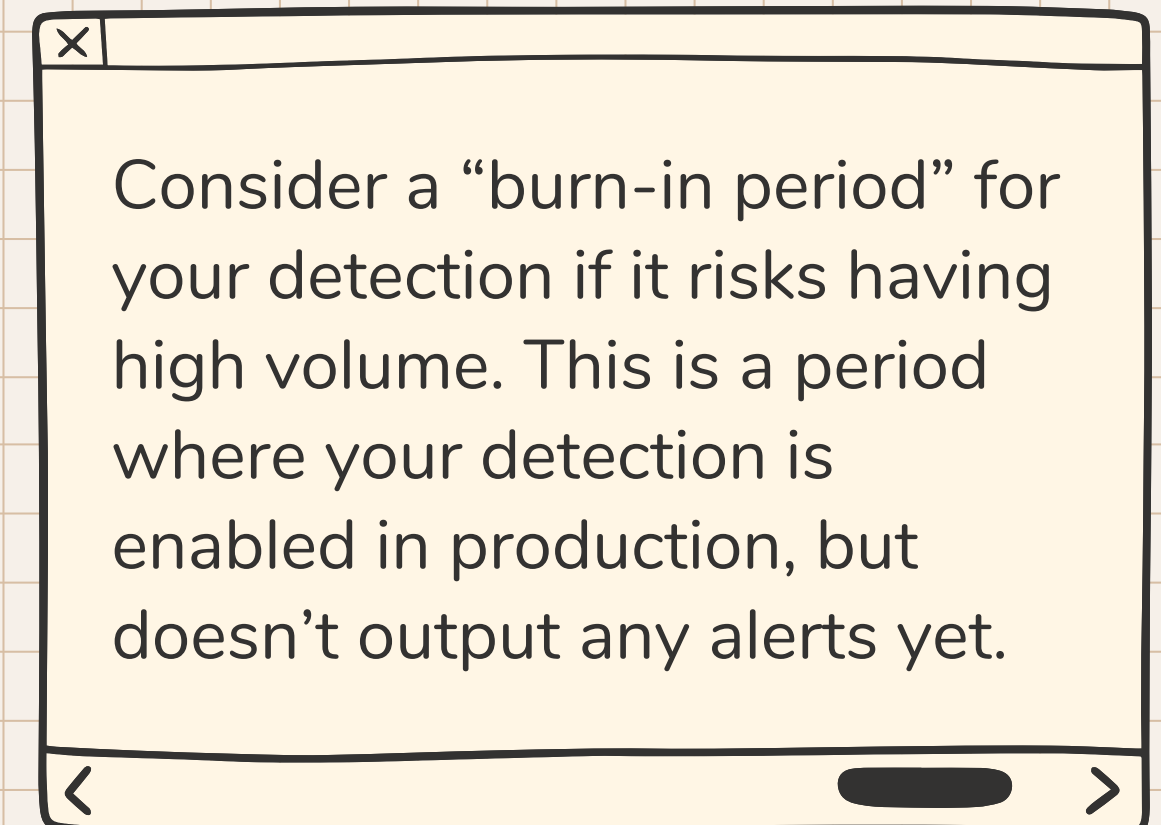 Consider a “burn-in period” for
your detection if it risks having
high volume. This is a period
where your detection is
enabled in production, but
doesn’t output any alerts yet.